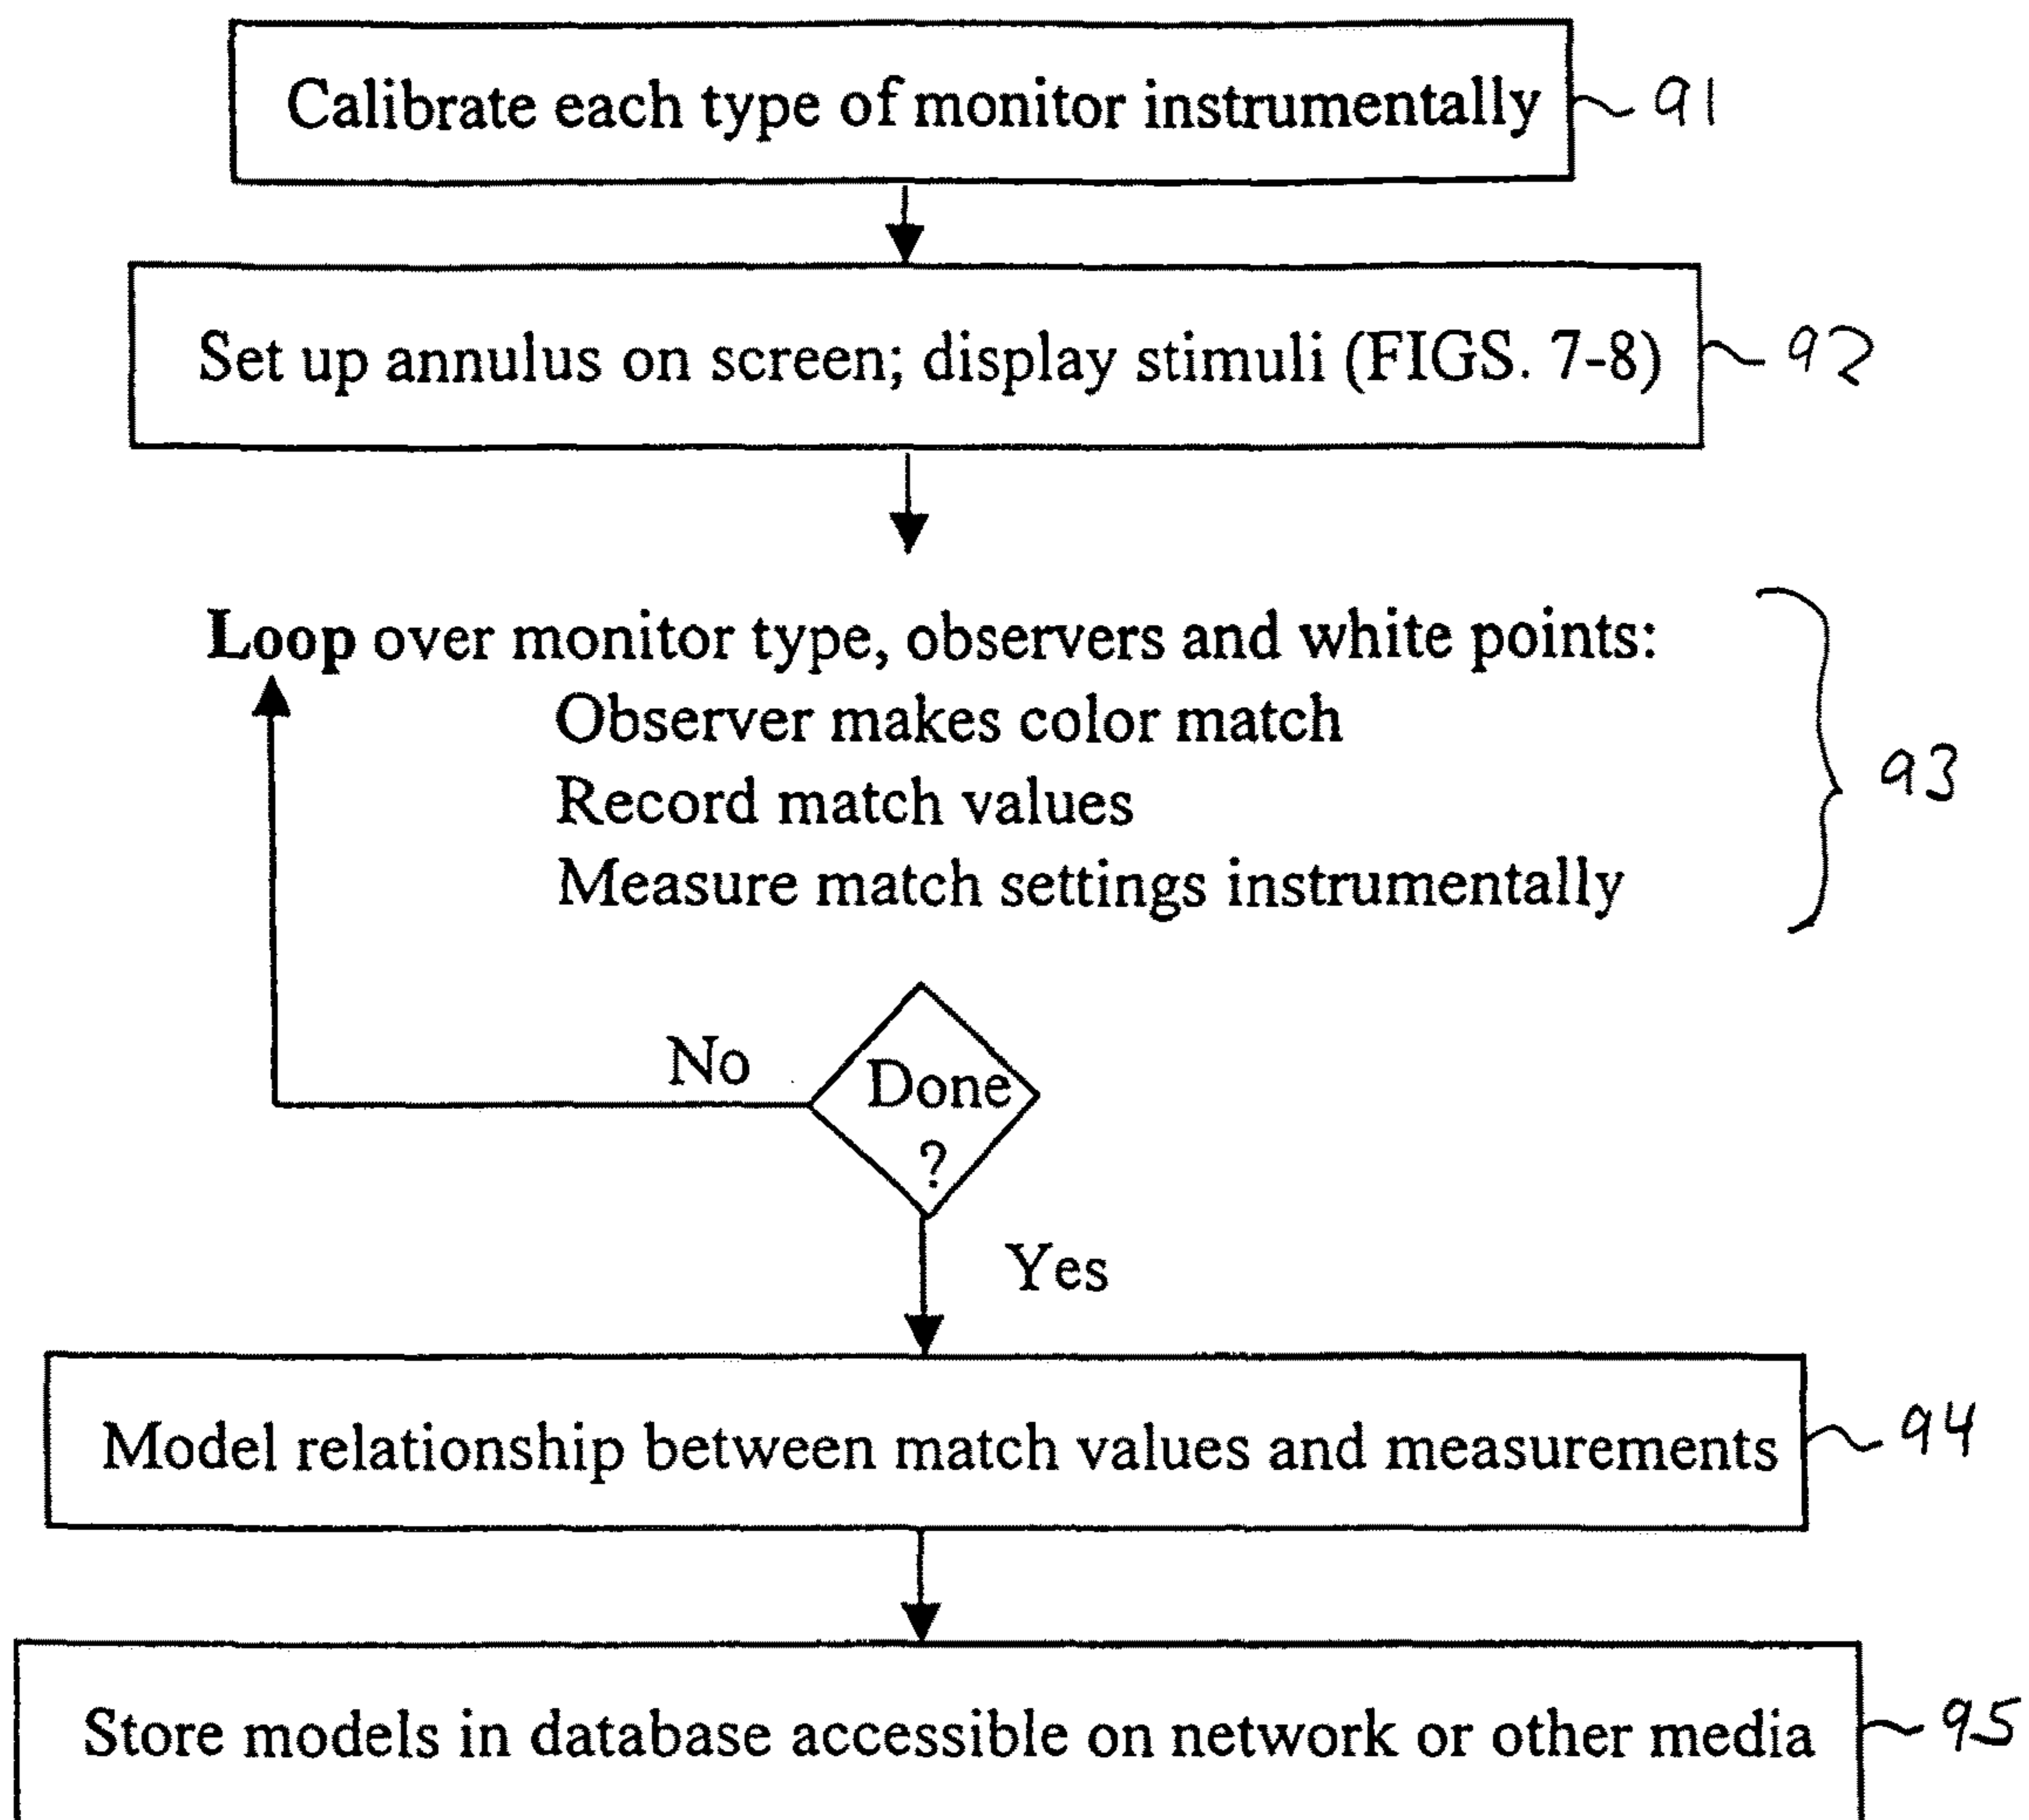 Calibrate each type of monitor instrumentally 91
Set up annulus on screen; display stimuli (FIGS. 7-8) 92
Loop over monitor type, observers and white points:
Observer makes color match
Record match values
Measure match settings instrumentally
93
No
Done
?
Yes
Model relationship between match values and measurements 94
Store models in database accessible on network or other media 95